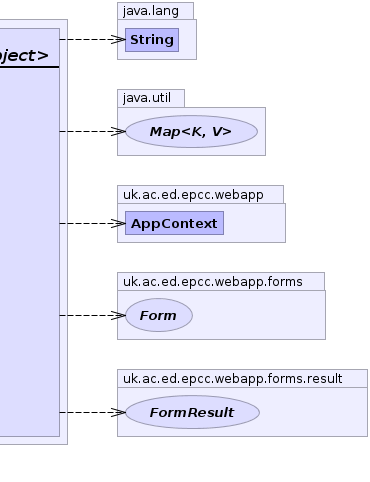 java.lang
String
ject>
java.util
Map<K, V>
uk.ac.ed.epcc.webapp
AppContext
uk.ac.ed.epcc.webapp.forms
Form
uk.ac.ed.epcc.webapp.forms.result
FormResult